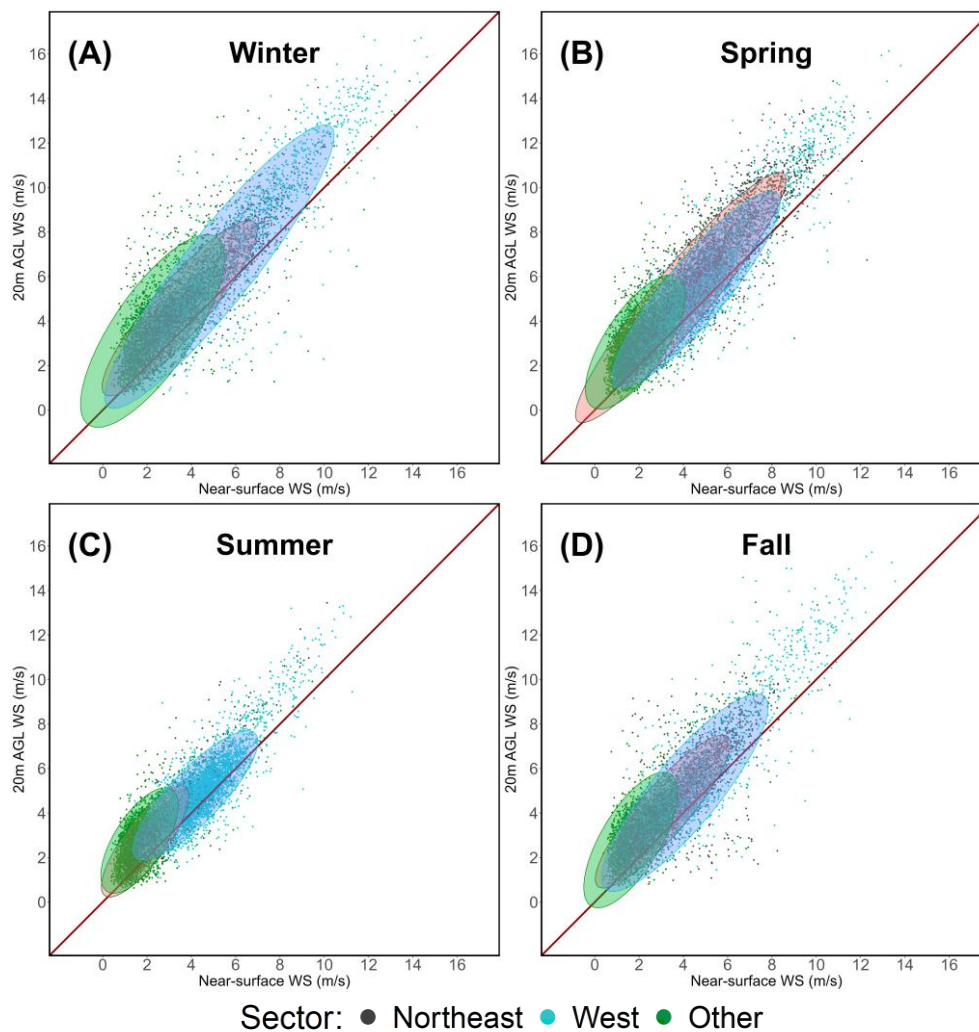 (A) Winter
16
14
12
10
8
6
4
2
0
20m AGL WS (m/s)
0 2 4 6 8 10 12 14 16
Near-surface WS (m/s)
(B) Spring
16
14
12
10
8
6
4
2
0
20m AGL WS (m/s)
0 2 4 6 8 10 12 14 16
Near-surface WS (m/s)
(C) Summer
16
14
12
10
8
6
4
2
0
20m AGL WS (m/s)
0 2 4 6 8 10 12 14 16
Near-surface WS (m/s)
(D) Fall
16
14
12
10
8
6
4
2
0
20m AGL WS (m/s)
0 2 4 6 8 10 12 14 16
Near-surface WS (m/s)
Sector: Northeast West Other